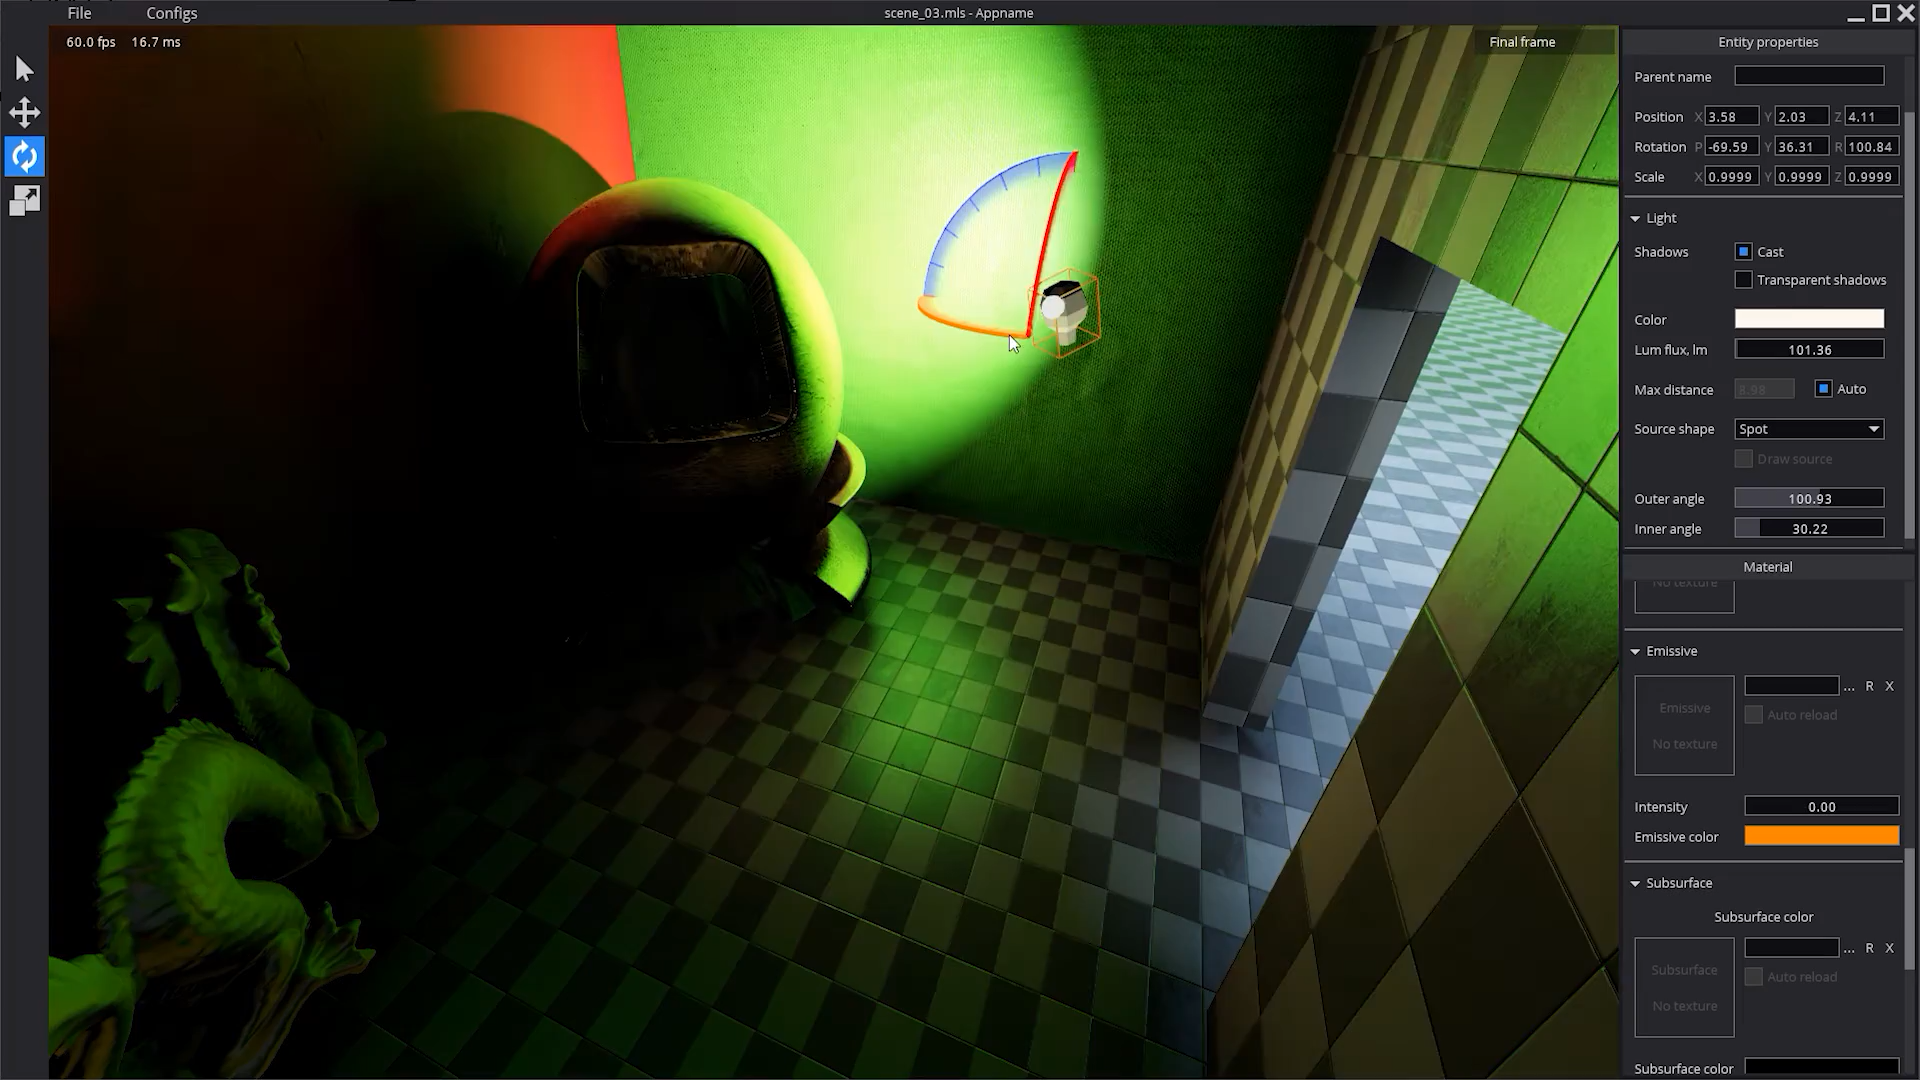 File Configs scene_03.mls - Appname
60.0 fps 16.7 ms Final frame
Entity properties
Parent name
Position X 3.58 Y 2.03 Z 4.11
Rotation P -69.59 Y 36.31 R 100.84
Scale X 0.9999 Y 0.9999 Z 0.9999
Light
Shadows Cast
Transparent shadows
Color
Lum flux, lm 101.36
Max distance 8.98 Auto
Source shape Spot
Draw source
Outer angle 100.93
Inner angle 30.22
Material
No texture
Emissive
... R X
Emissive Auto reload
No texture
Intensity 0.00
Emissive color
Subsurface
Subsurface color
... R X
Subsurface Auto reload
No texture
Subsurface color